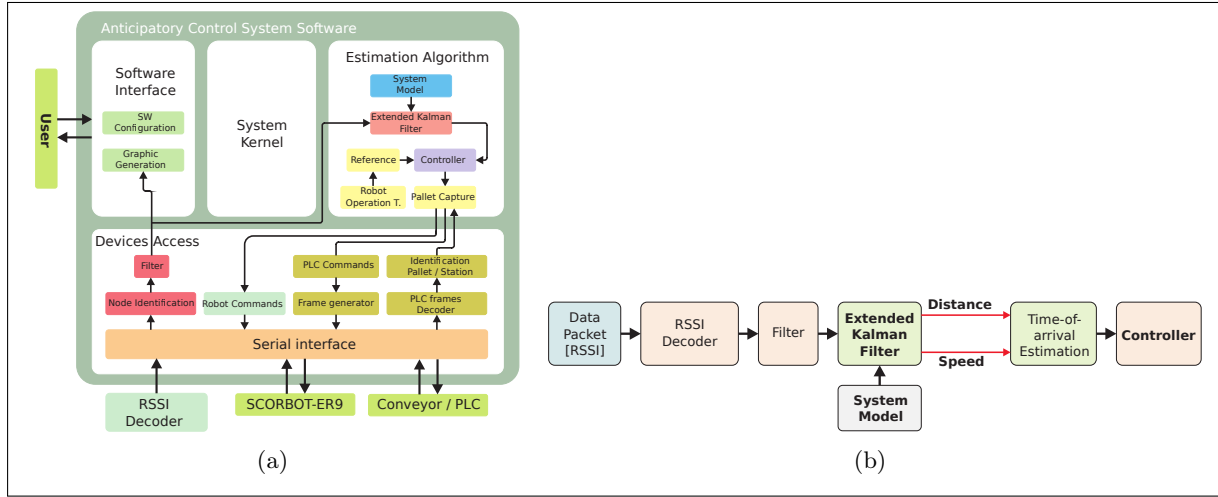 Anticipatory Control System Software
User
Software
Interface
SW
Configuration
Graphic
Generation
System
Kernel
Estimation Algorithm
System
Model
Extended Kalman
Filter
Reference
Controller
Robot
Operation T.
Pallet Capture
Devices Access
Filter
PLC Commands
Identification
Pallet / Station
Node Identification
Robot Commands
Frame generator
PLC frames
Decoder
Serial interface
RSSI
Decoder
SCORBOT-ER9
Conveyor / PLC
(a)
Data
Packet
[RSSI]
RSSI
Decoder
Filter
Extended
Kalman
Filter
Distance
Speed
Time-of-
arrival
Estimation
Controller
System
Model
(b)